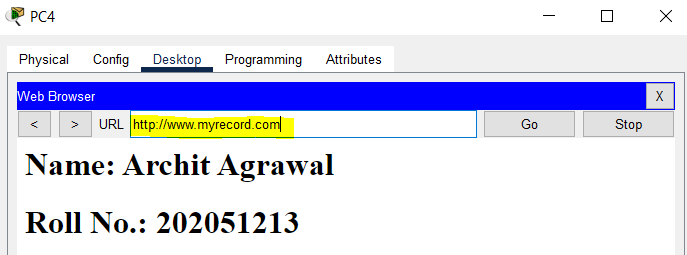 PC4
Physical Config Desktop Programming Attributes
Web Browser X
< > URL http://www.myrecord.com Go Stop
Name: Archit Agrawal
Roll No.: 202051213